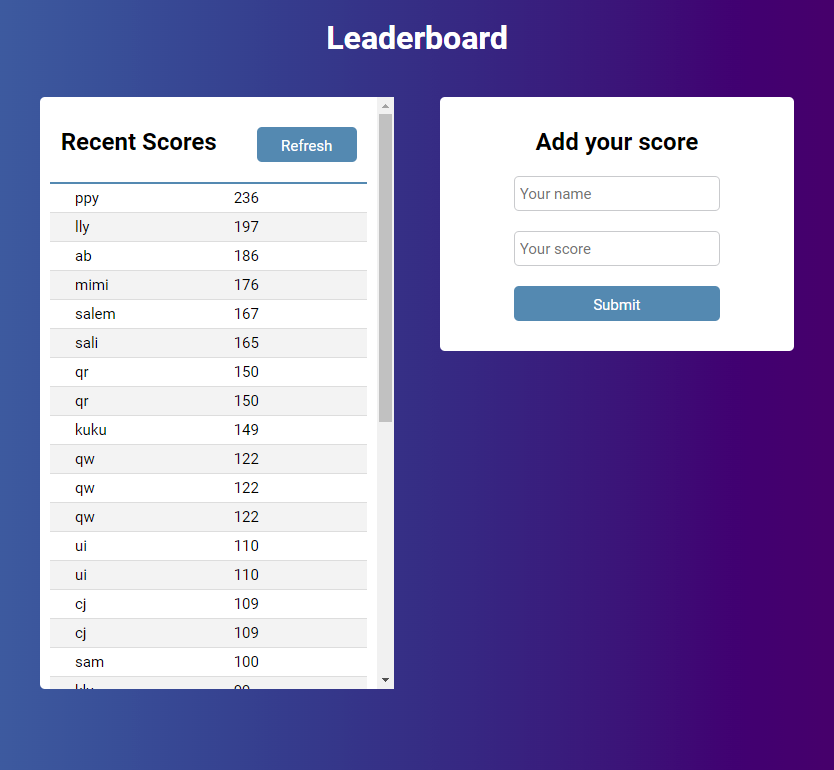 Leaderboard
Recent Scores
Refresh
ppy 236
lly 197
ab 186
mimi 176
salem 167
sali 165
qr 150
qr 150
kuku 149
qw 122
qw 122
qw 122
ui 110
ui 110
cj 109
cj 109
sam 100
Add your score
Your name
Your score
Submit